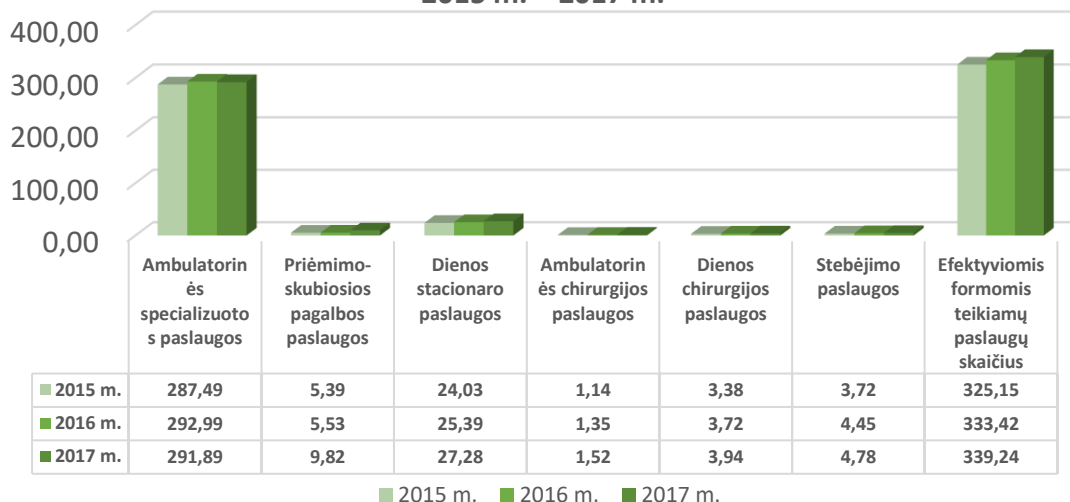 2015 m. - 2017 m.
400,00
300,00
200,00
100,00
0,00
Ambulatorin
ės
specializuoto
s paslaugos
Priėmimo-
skubiosios
pagalbos
paslaugos
Dienos
stacionaro
paslaugos
Ambulatorin
ės chirurgijos
paslaugos
Dienos
chirurgijos
paslaugos
Stebėjimo
paslaugos
Efektyviomis
formomis
teikiamų
paslaugų
skaičius
2015 m. 287,49 5,39 24,03 1,14 3,38 3,72 325,15
2016 m. 292,99 5,53 25,39 1,35 3,72 4,45 333,42
2017 m. 291,89 9,82 27,28 1,52 3,94 4,78 339,24
2015 m. 2016 m. 2017 m.